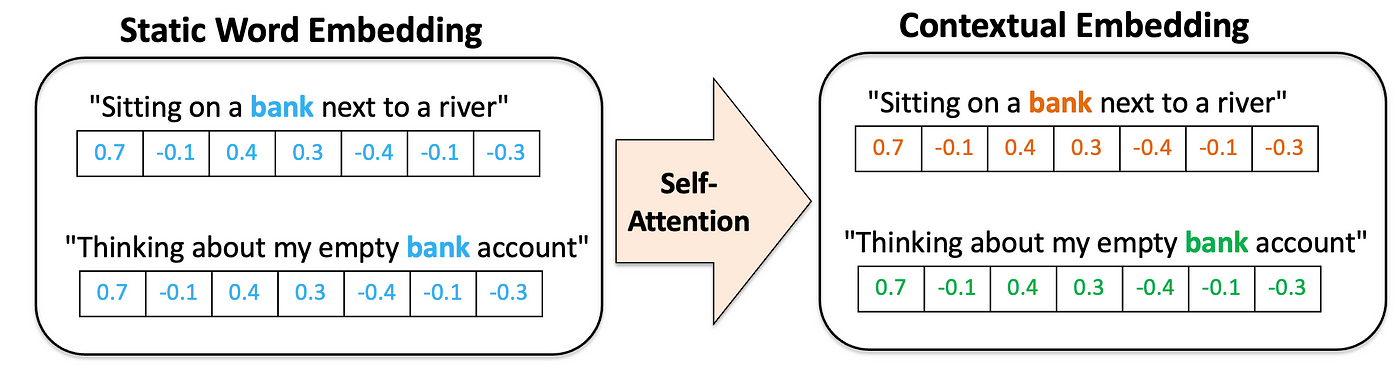 Static Word Embedding
"Sitting on a bank next to a river"
0.7 -0.1 0.4 0.3 -0.4 -0.1 -0.3
"Thinking about my empty bank account"
0.7 -0.1 0.4 0.3 -0.4 -0.1 -0.3
Self-
Attention
Contextual Embedding
"Sitting on a bank next to a river"
0.7 -0.1 0.4 0.3 -0.4 -0.1 -0.3
"Thinking about my empty bank account"
0.7 -0.1 0.4 0.3 -0.4 -0.1 -0.3